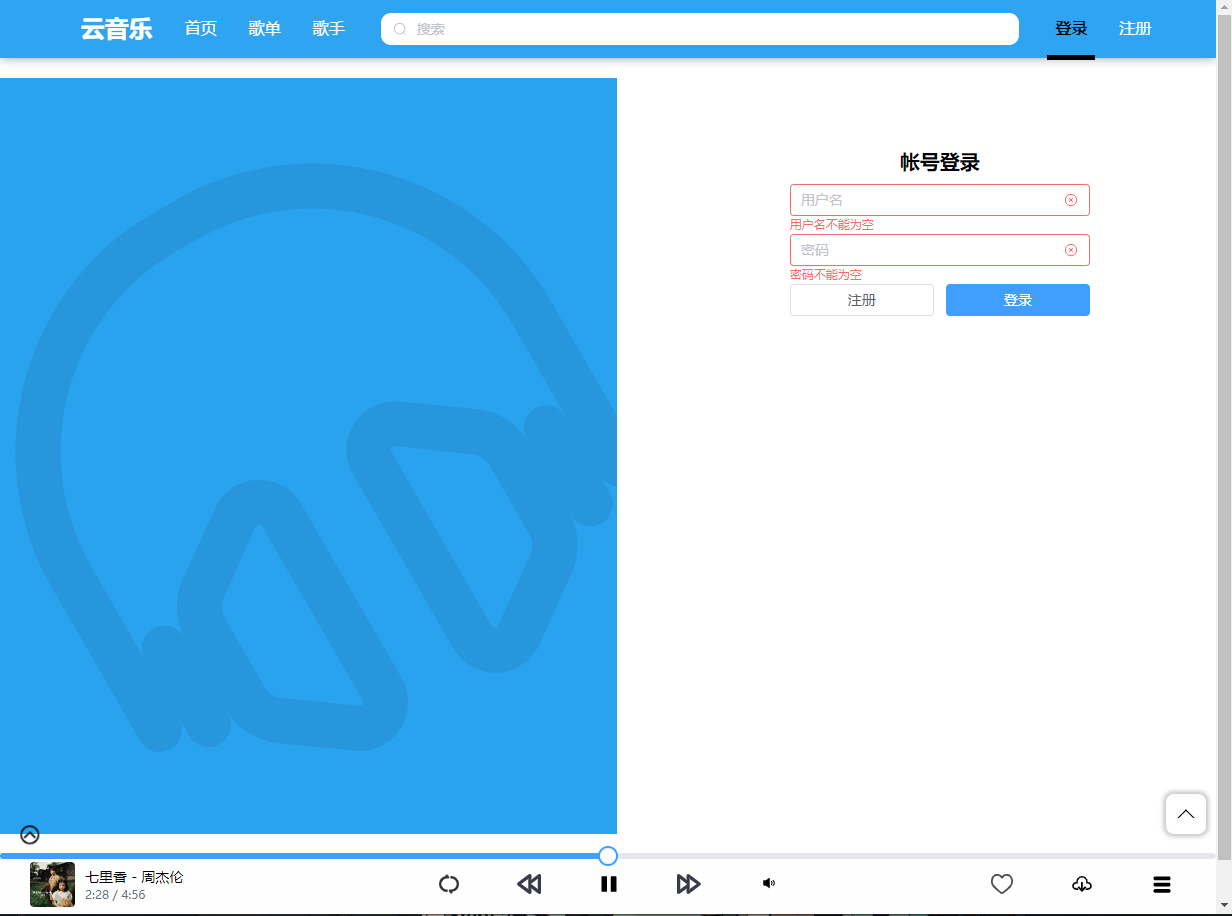 云音乐 首页 歌单 歌手 搜索 登录 注册
帐号登录
用户名
用户名不能为空
密码
密码不能为空
注册 登录
七里香 - 周杰伦
2:28 / 4:56